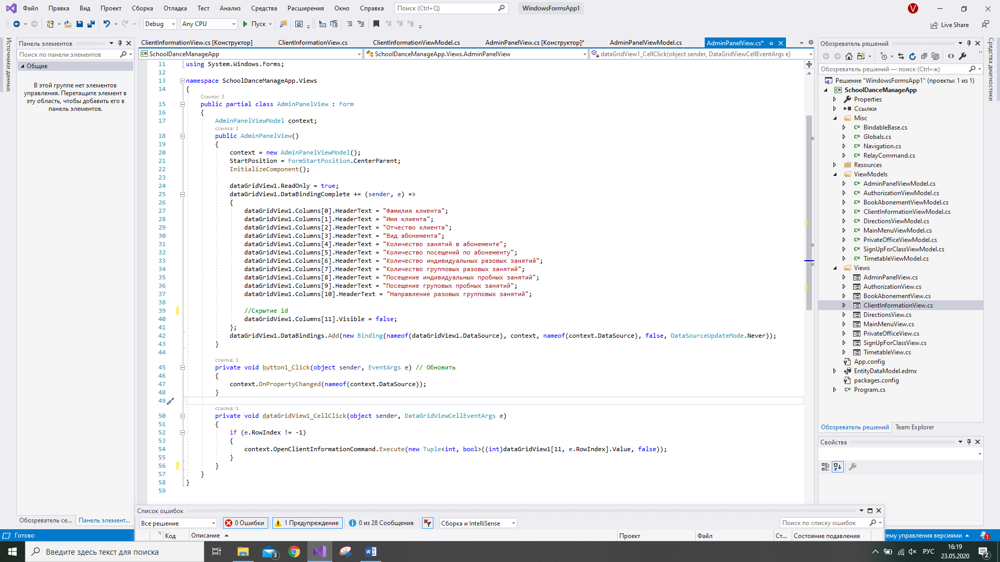 Файл Правка Вид Проект Сборка Отладка Тест Анализ Средства Расширения Окно Справка Поиск (Ctrl+Q) WindowsFormsApp1 V
Debug Any CPU Пуск Live Share
Источники данных
Панель элементов
Поиск по панели элементов
Общие
В этой группе нет элементов
управления. Перетащите элемент в
эту область, чтобы добавить его в
панель элементов.
Обозреватель се... Панель элемент...
ClientInformationView.cs [Конструктор] ClientInformationView.cs ClientInformationViewModel.cs AdminPanelView.cs [Конструктор]* AdminPanelViewModel.cs AdminPanelView.cs*
SchoolDanceManageApp SchoolDanceManageApp.Views.AdminPanelView dataGridView1_CellClick(object sender, DataGridViewCellEventArgs e)
11 using System.Windows.Forms;
12
13 namespace SchoolDanceManageApp.Views
14 {
Ссылок: 3
15 public partial class AdminPanelView : Form
16 {
17 AdminPanelViewModel context;
ссылка: 1
18 public AdminPanelView()
19 {
20 context = new AdminPanelViewModel();
21 StartPosition = FormStartPosition.CenterParent;
22 InitializeComponent();
23
24 dataGridView1.ReadOnly = true;
25 dataGridView1.DataBindingComplete += (sender, e) =>
26 {
27 dataGridView1.Columns[0].HeaderText = "Фамилия клиента";
28 dataGridView1.Columns[1].HeaderText = "Имя клиента";
29 dataGridView1.Columns[2].HeaderText = "Отчество клиента";
30 dataGridView1.Columns[3].HeaderText = "Вид абонемента";
31 dataGridView1.Columns[4].HeaderText = "Количество занятий в абонементе";
32 dataGridView1.Columns[5].HeaderText = "Количество посещений по абонементу";
33 dataGridView1.Columns[6].HeaderText = "Количество индивидуальных разовых занятий";
34 dataGridView1.Columns[7].HeaderText = "Количество групповых разовых занятий";
35 dataGridView1.Columns[8].HeaderText = "Посещение индивидуальных пробных занятий";
36 dataGridView1.Columns[9].HeaderText = "Посещение груповых пробных занятий";
37 dataGridView1.Columns[10].HeaderText = "Направление разовых групповых занятий";
38
39 //Скрытие id
40 dataGridView1.Columns[11].Visible = false;
41 };
42 dataGridView1.DataBindings.Add(new Binding(nameof(dataGridView1.DataSource), context, nameof(context.DataSource), false, DataSourceUpdateMode.Never));
43 }
44
ссылка: 1
45 private void button1_Click(object sender, EventArgs e) // Обновить
46 {
47 context.OnPropertyChanged(nameof(context.DataSource));
48 }
49
ссылка: 1
50 private void dataGridView1_CellClick(object sender, DataGridViewCellEventArgs e)
51 {
52 if (e.RowIndex != -1)
53 {
54 context.OpenClientInformationCommand.Execute(new Tuple<int, bool>((int)dataGridView1[11, e.RowIndex].Value, false));
55 }
56 }
57 }
58 }
59
Обозреватель решений
Обозреватель решений — поиск (Ctrl+ж)
Решение "WindowsFormsApp1" (проекты: 1 из 1)
SchoolDanceManageApp
Properties
Ссылки
Misc
BindableBase.cs
Globals.cs
Navigation.cs
RelayCommand.cs
Resources
ViewModels
AdminPanelViewModel.cs
AuthorizationViewModel.cs
BookAbonementViewModel.cs
ClientInformationViewModel.cs
DirectionsViewModel.cs
MainMenuViewModel.cs
PrivateOfficeViewModel.cs
SignUpForClassViewModel.cs
TimetableViewModel.cs
Views
AdminPanelView.cs
AuthorizationView.cs
BookAbonementView.cs
ClientInformationView.cs
DirectionsView.cs
MainMenuView.cs
PrivateOfficeView.cs
SignUpForClassView.cs
TimetableView.cs
App.config
EntityDataModel.edmx
packages.config
Program.cs
Обозреватель решений Team Explorer
Свойства
Средства диагностики
Список ошибок
Все решение 0 Ошибки 1 Предупреждение 0 из 28 Сообщения Сборка и IntelliSense Поиск по списку ошибок
Код Описание Проект Файл Ст... Состояние подавления
Готово
тему управления версиями 1
Введите здесь текст для поиска 3 РУС 16:19
23.05.2020 2